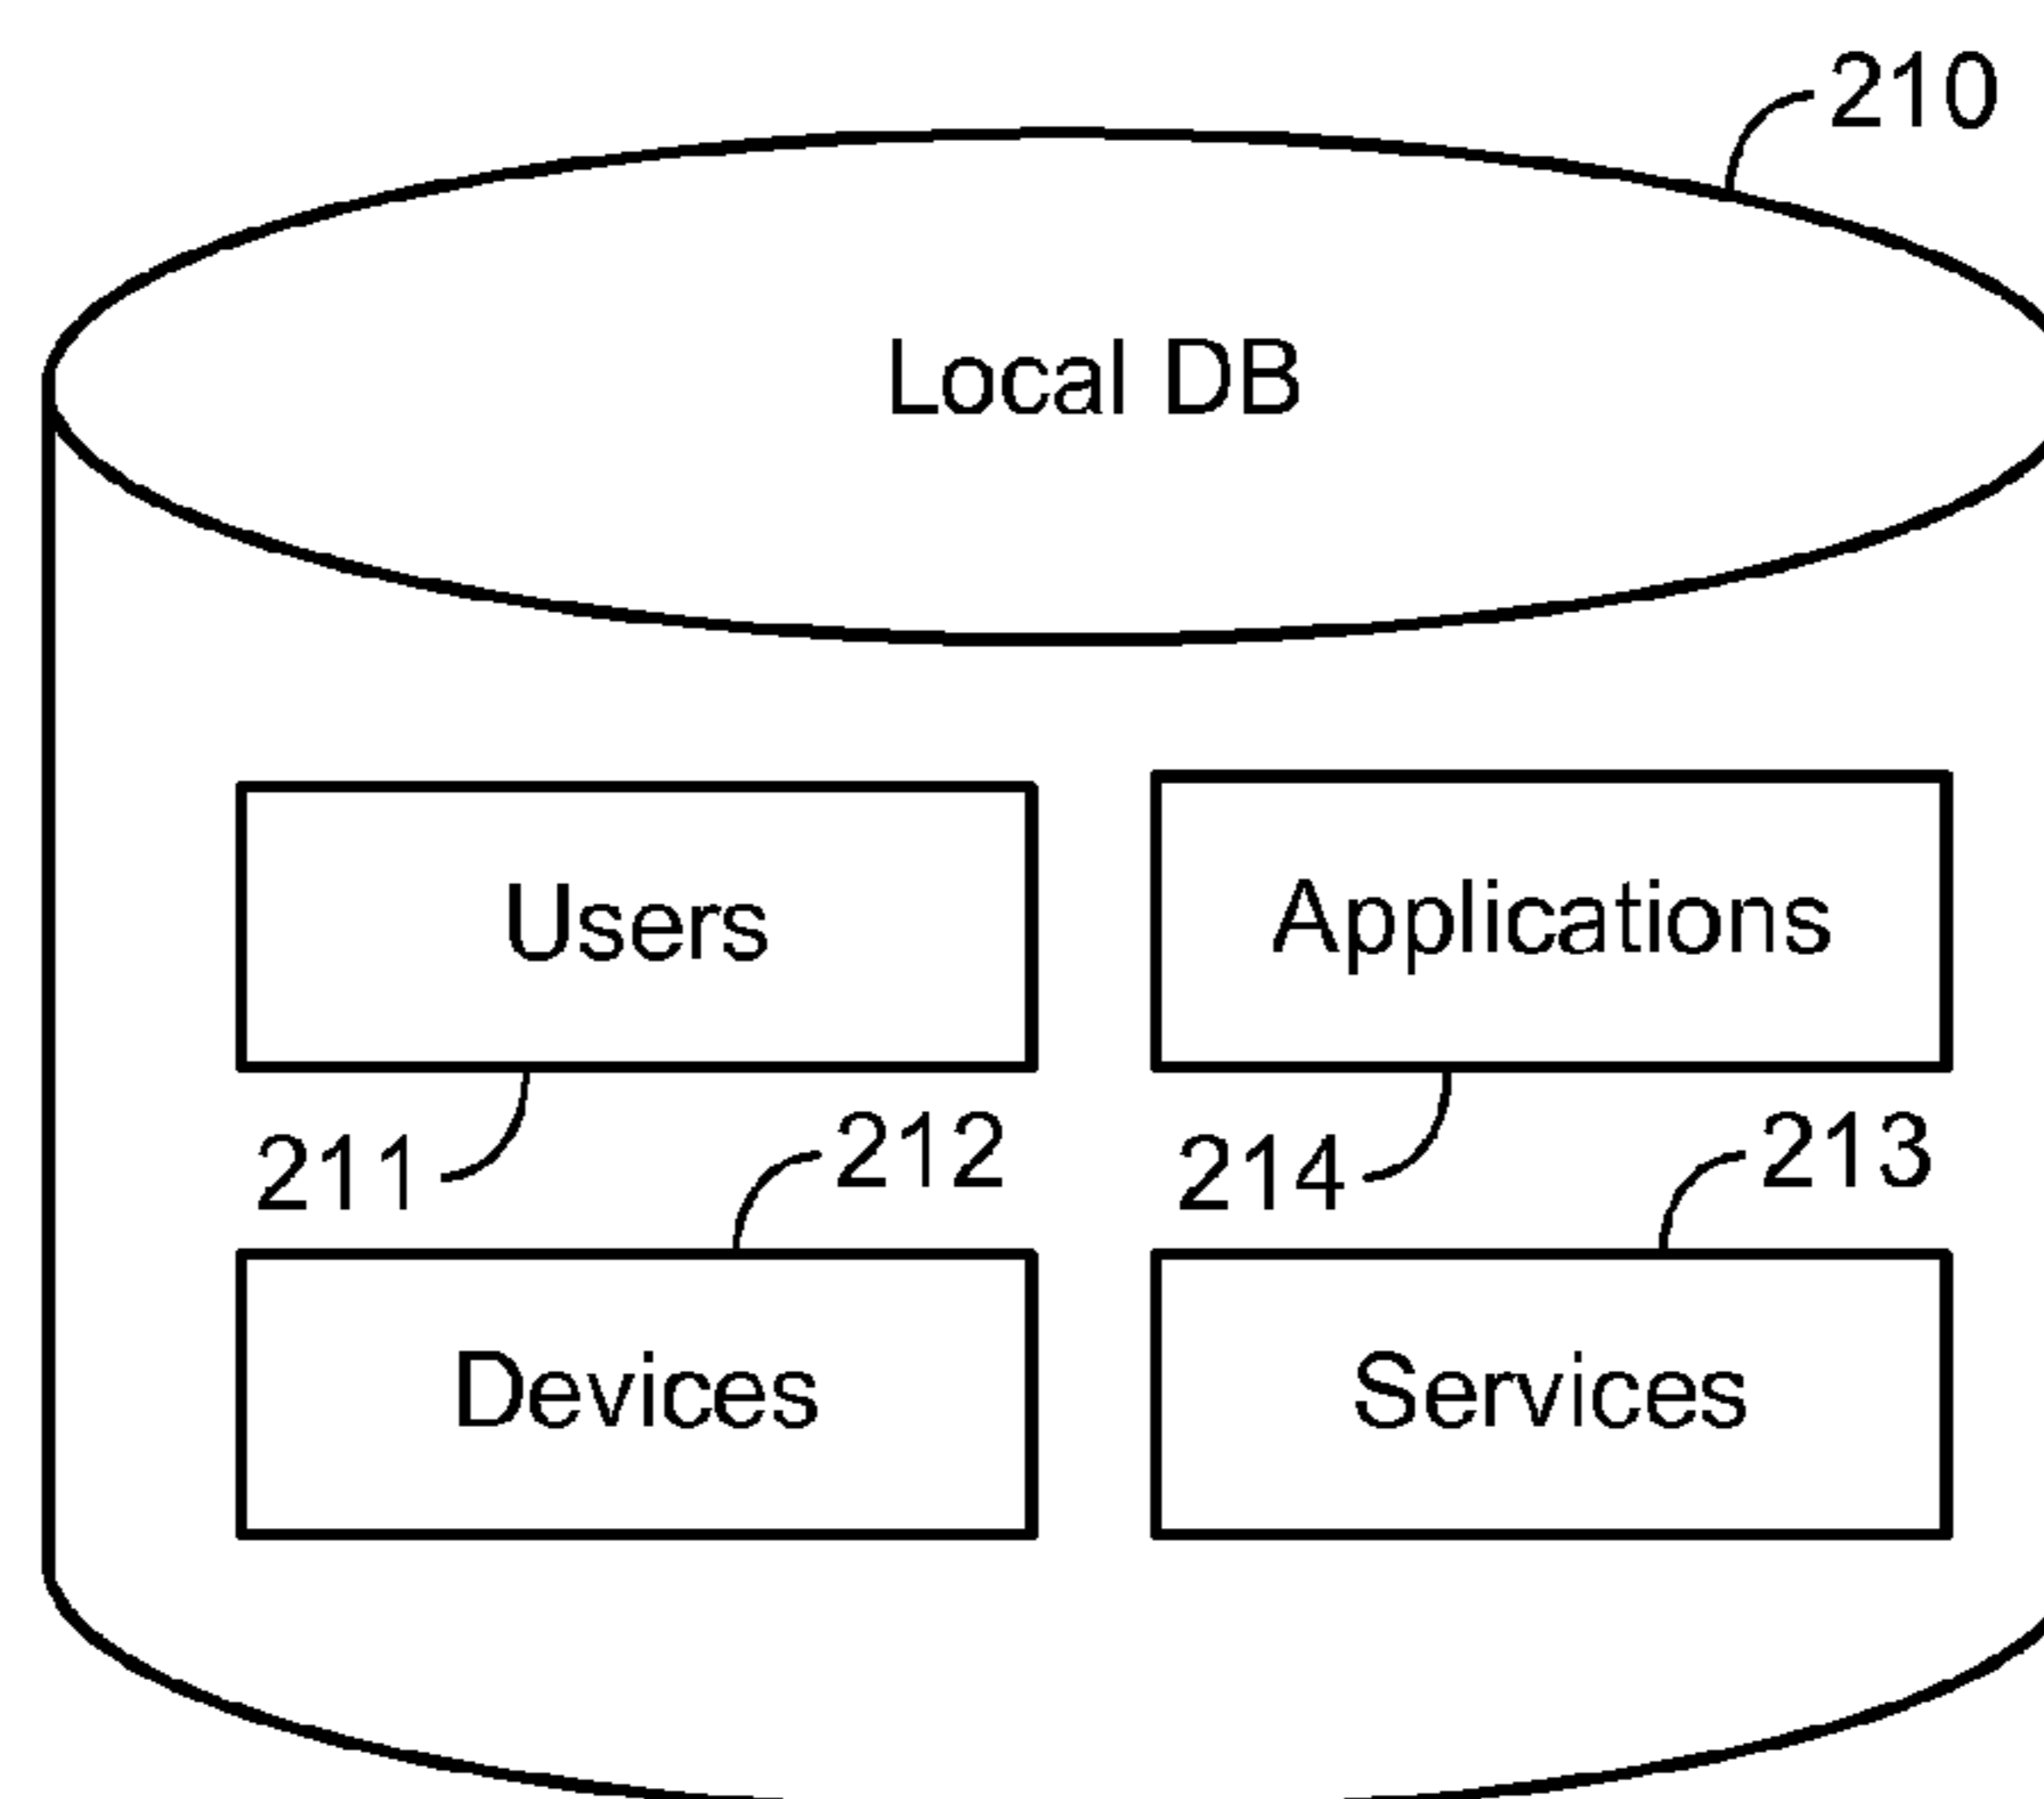 210
Local DB
Users
Applications
211
212
214
213
Devices
Services